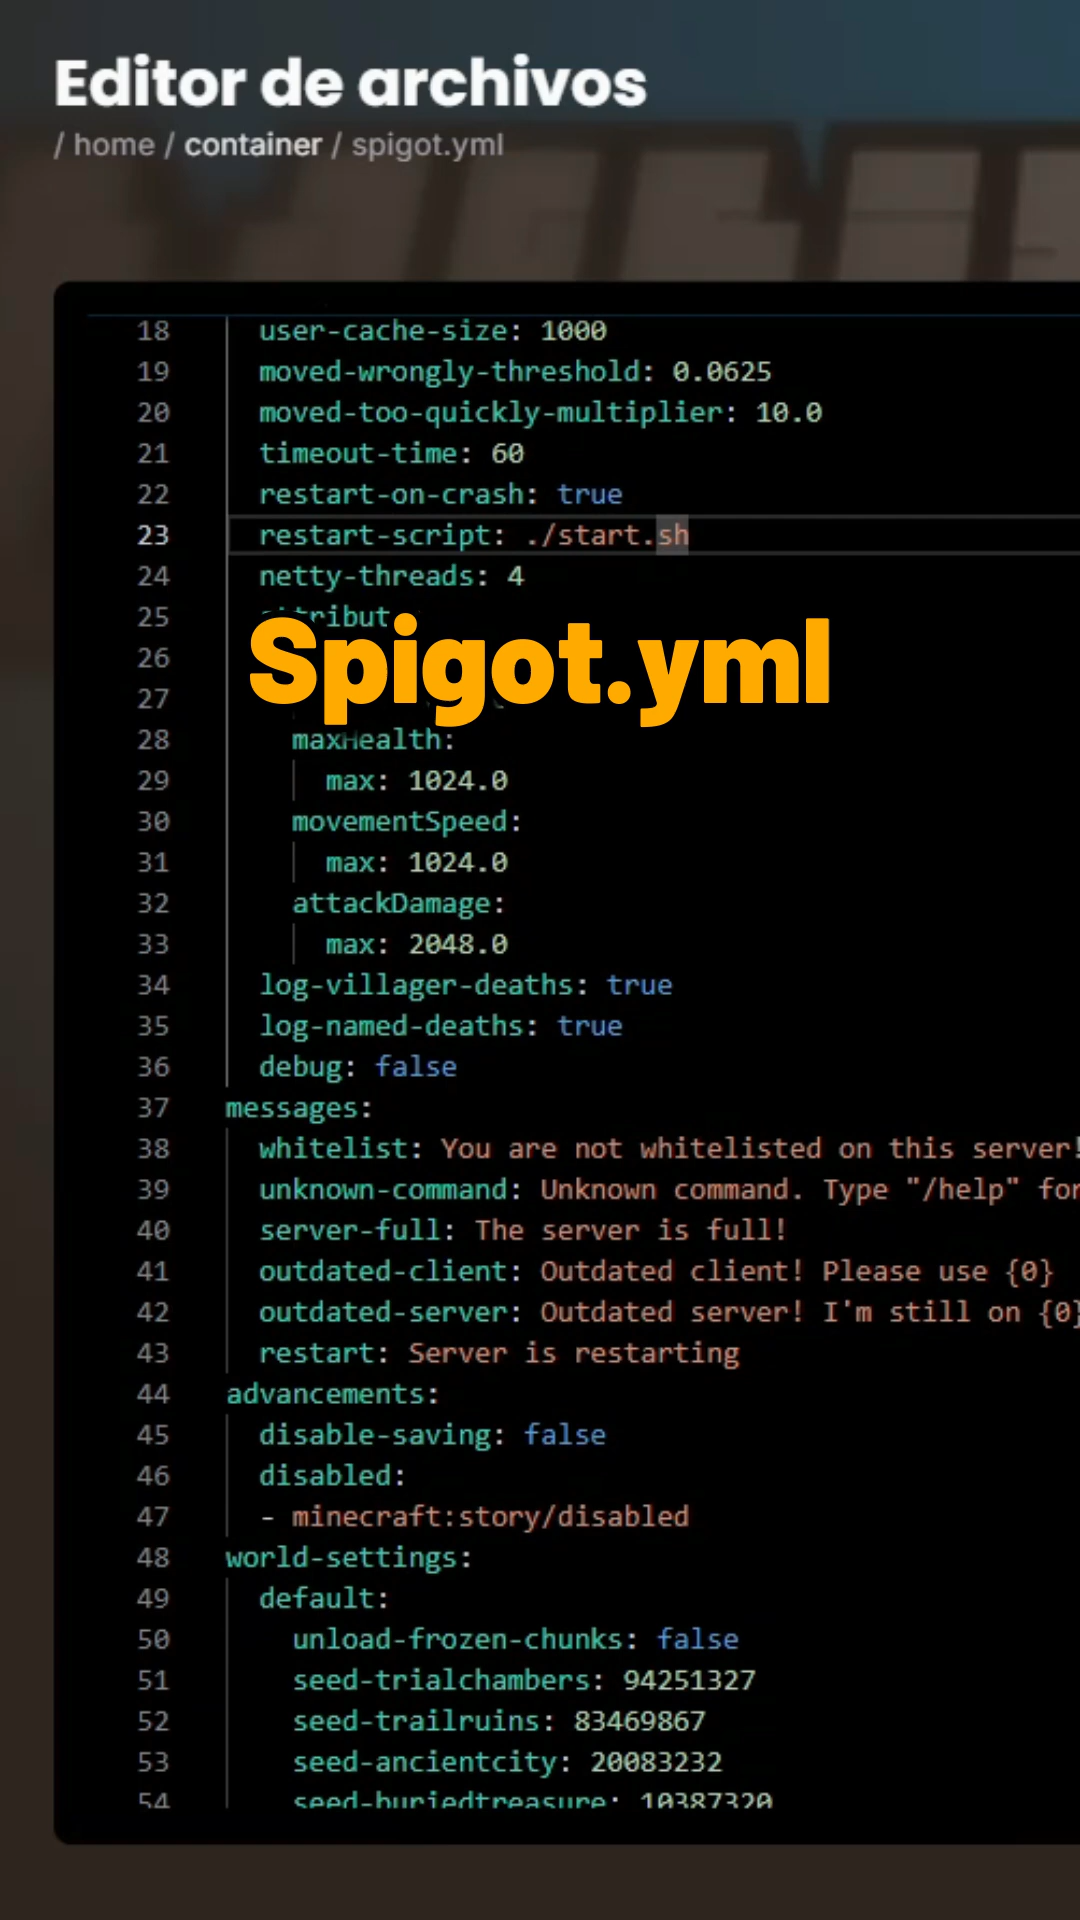 Editor de archivos
/ home / container / spigot.yml
18 user-cache-size: 1000
19 moved-wrongly-threshold: 0.0625
20 moved-too-quickly-multiplier: 10.0
21 timeout-time: 60
22 restart-on-crash: true
23 restart-script: ./start.sh
24 netty-threads: 4
25
Spigot.yml
26
27
28 maxHealth:
29 max: 1024.0
30 movementSpeed:
31 max: 1024.0
32 attackDamage:
33 max: 2048.0
34 log-villager-deaths: true
35 log-named-deaths: true
36 debug: false
37 messages:
38 whitelist: You are not whitelisted on this server!
39 unknown-command: Unknown command. Type "/help" for
40 server-full: The server is full!
41 outdated-client: Outdated client! Please use {0}
42 outdated-server: Outdated server! I'm still on {0}
43 restart: Server is restarting
44 advancements:
45 disable-saving: false
46 disabled:
47 - minecraft:story/disabled
48 world-settings:
49 default:
50 unload-frozen-chunks: false
51 seed-trialchambers: 94251327
52 seed-trailruins: 83469867
53 seed-ancientcity: 20083232
54 seed-buriedtreasure: 10387320